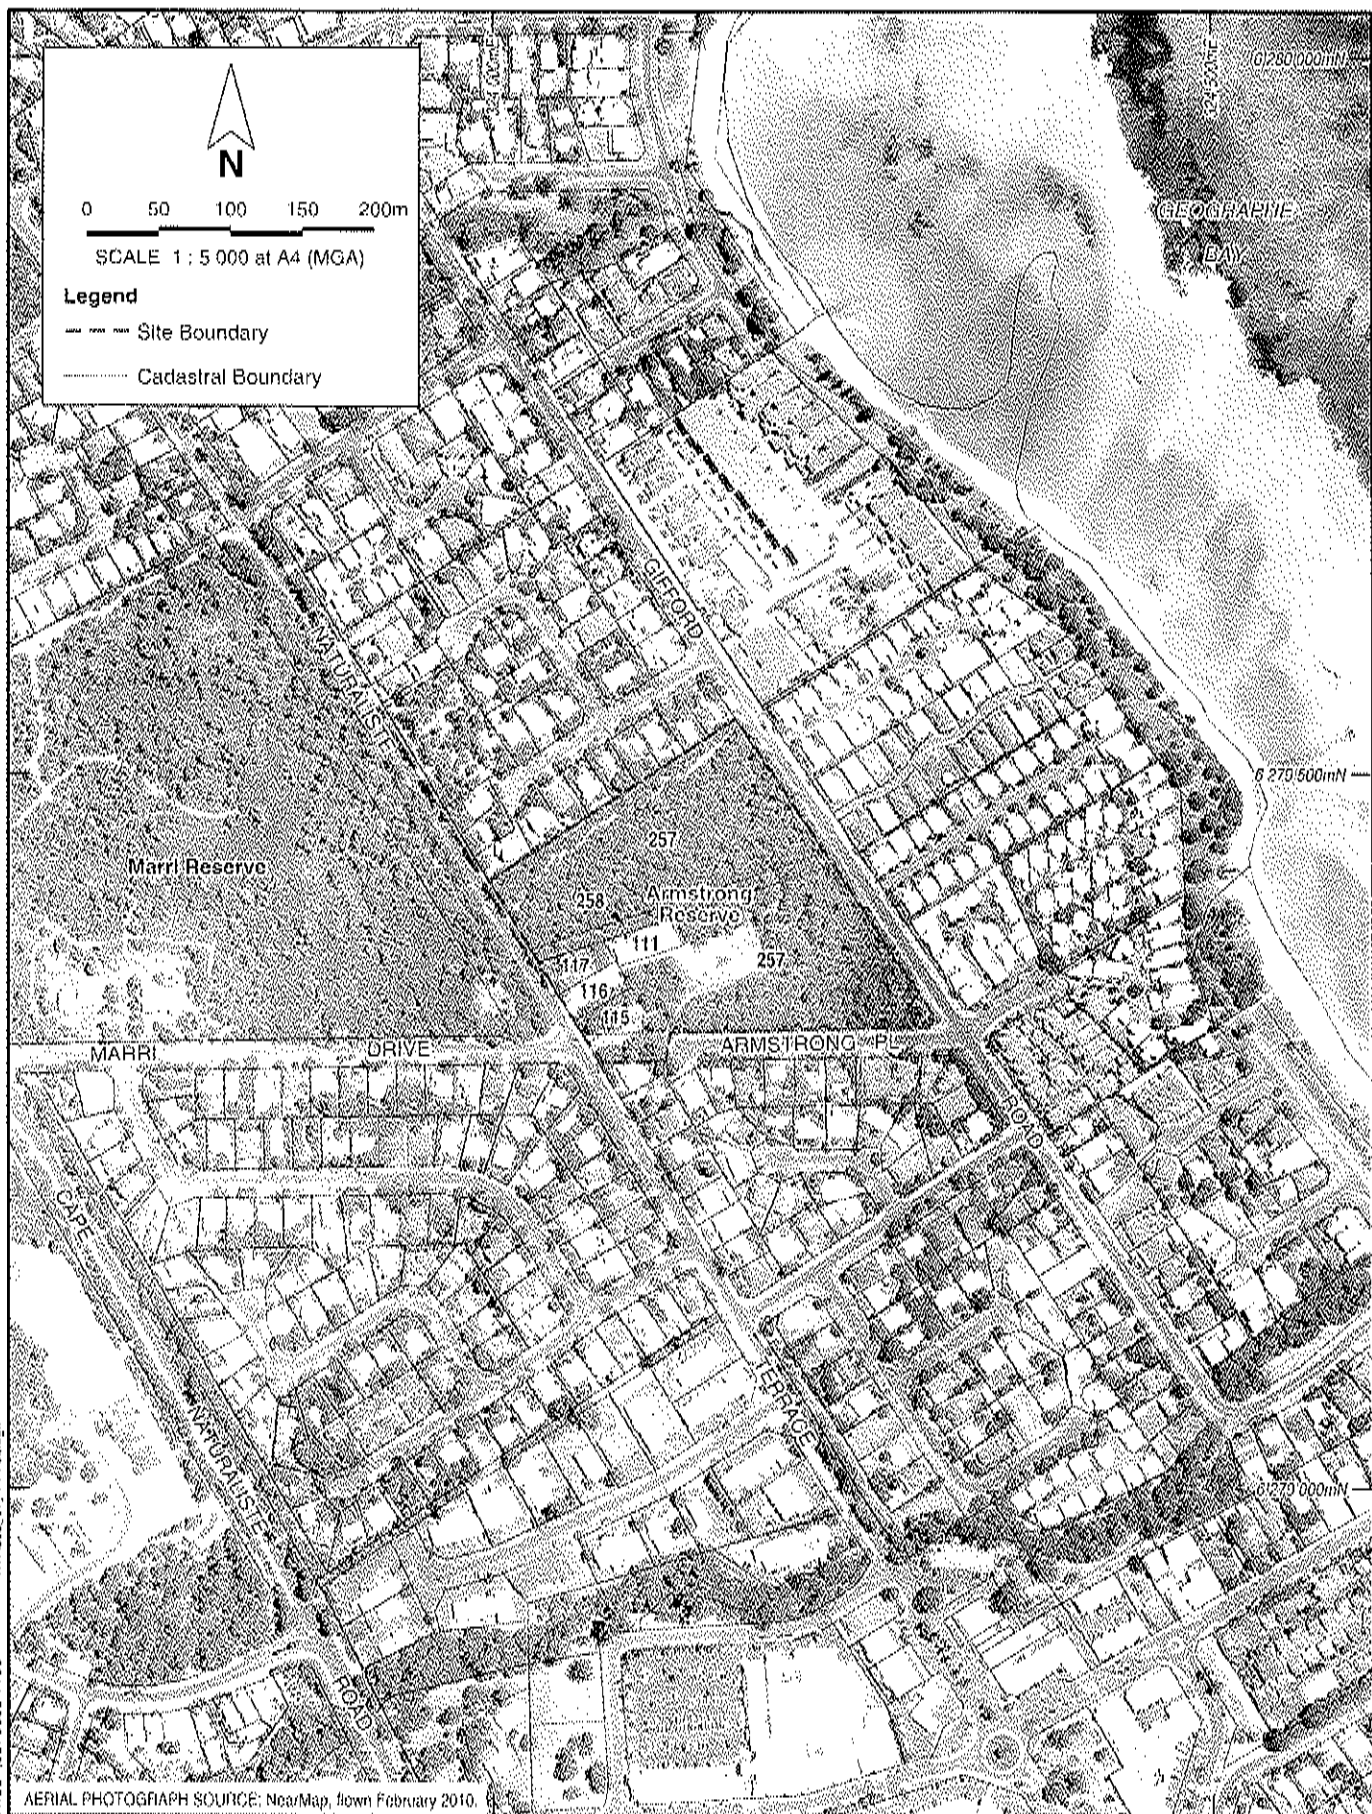 N
0 50 100 150 200m
SCALE 1 : 5 000 at A4 (MGA)
Legend
Site Boundary
Cadastral Boundary
6 280 000mN
GEOGRAPHE
BAY
GIFFORD
NATURALISTE
6 279 500mN
257
Marri Reserve
258
Armstrong
Reserve
111
117
257
116
115
MARRI DRIVE
ARMSTRONG PL
ROAD
CAPE
TERRACE
NATURALISTE
6 279 000mN
ROAD
AERIAL PHOTOGRAPH SOURCE: NearMap, flown February 2010.